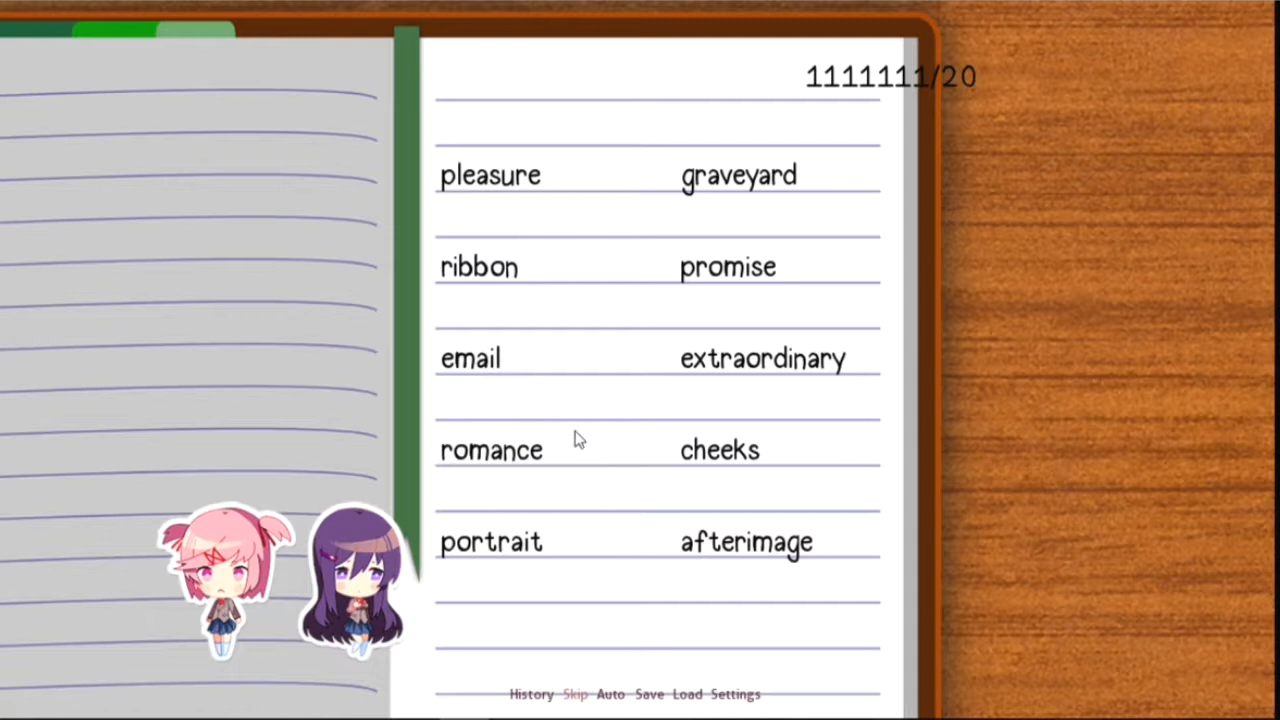 1111111/20
pleasure graveyard
ribbon promise
email extraordinary
romance cheeks
portrait afterimage
History Skip Auto Save Load Settings